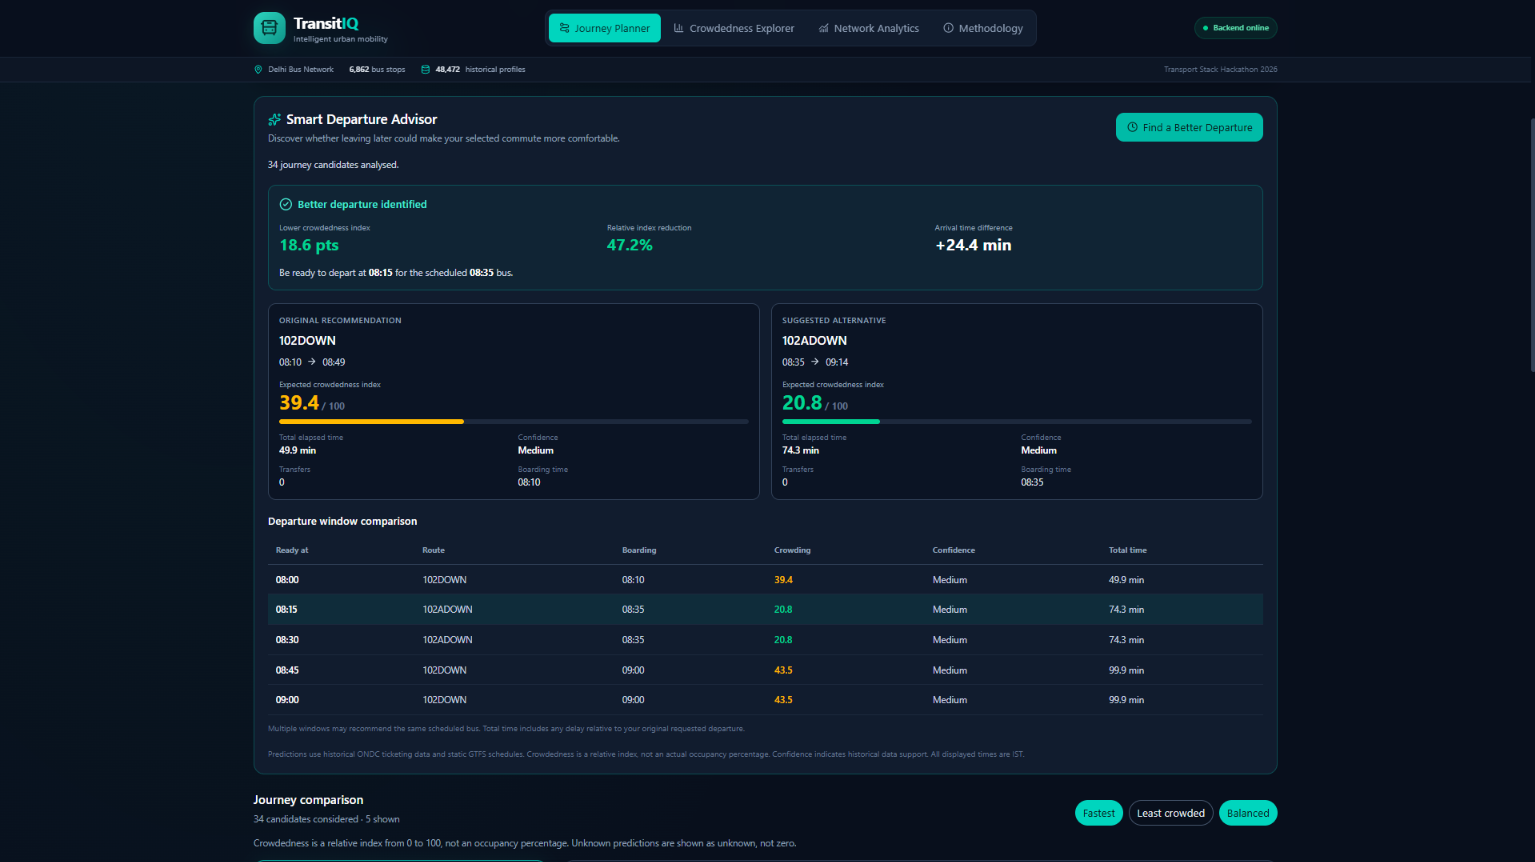 TransitIQ
Intelligent urban mobility
Journey Planner
Crowdedness Explorer
Network Analytics
Methodology
Backend online
Delhi Bus Network
6,862 bus stops
48,472 historical profiles
Transport Stack Hackathon 2026
Smart Departure Advisor
Discover whether leaving later could make your selected commute more comfortable.
Find a Better Departure
34 journey candidates analysed.
Better departure identified
Lower crowdedness index
18.6 pts
Relative index reduction
47.2%
Arrival time difference
+24.4 min
Be ready to depart at 08:15 for the scheduled 08:35 bus.
ORIGINAL RECOMMENDATION
102DOWN
08:10 → 08:49
Expected crowdedness index
39.4 / 100
Total elapsed time
49.9 min
Confidence
Medium
Transfers
0
Boarding time
08:10
SUGGESTED ALTERNATIVE
102ADOWN
08:35 → 09:14
Expected crowdedness index
20.8 / 100
Total elapsed time
74.3 min
Confidence
Medium
Transfers
0
Boarding time
08:35
Departure window comparison
Ready at Route Boarding Crowding Confidence Total time
08:00 102DOWN 08:10 39.4 Medium 49.9 min
08:15 102ADOWN 08:35 20.8 Medium 74.3 min
08:30 102ADOWN 08:35 20.8 Medium 74.3 min
08:45 102DOWN 09:00 43.5 Medium 99.9 min
09:00 102DOWN 09:00 43.5 Medium 99.9 min
Multiple windows may recommend the same scheduled bus. Total time includes any delay relative to your original requested departure.
Predictions use historical ONDC ticketing data and static GTFS schedules. Crowdedness is a relative index, not an actual occupancy percentage. Confidence indicates historical data support. All displayed times are IST.
Journey comparison
34 candidates considered · 5 shown
Fastest
Least crowded
Balanced
Crowdedness is a relative index from 0 to 100, not an occupancy percentage. Unknown predictions are shown as unknown, not zero.